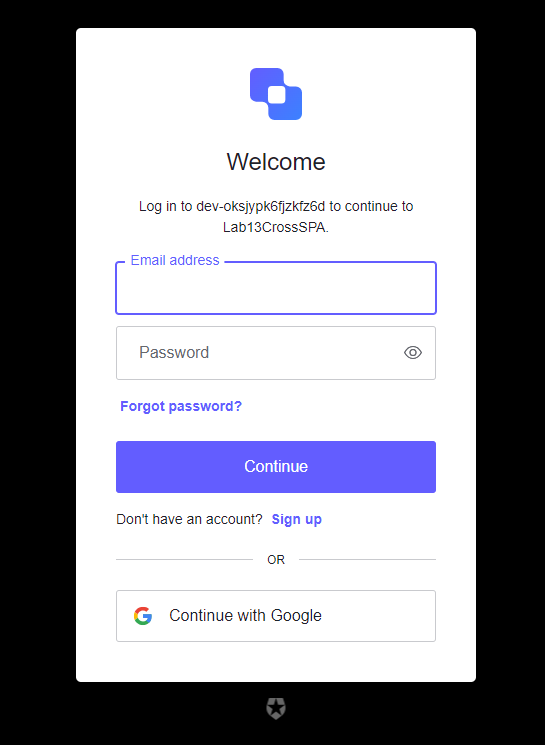 Welcome
Log in to dev-oksjypk6fjzkfz6d to continue to
Lab13CrossSPA.
Email address
Password
Forgot password?
Continue
Don't have an account? Sign up
OR
Continue with Google